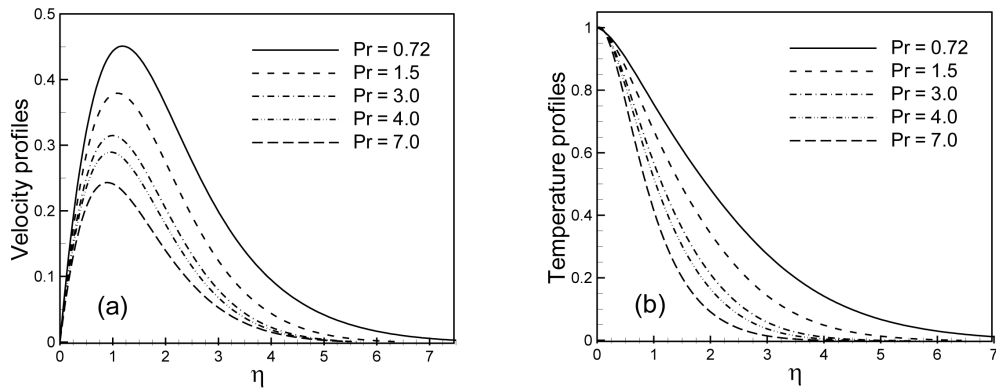 Velocity profiles
0.5
0.4
0.3
0.2
0.1
0
0 1 2 3 4 5 6 7
η
Pr = 0.72
Pr = 1.5
Pr = 3.0
Pr = 4.0
Pr = 7.0
(a)
Temperature profiles
1
0.8
0.6
0.4
0.2
0
0 1 2 3 4 5 6 7
η
Pr = 0.72
Pr = 1.5
Pr = 3.0
Pr = 4.0
Pr = 7.0
(b)